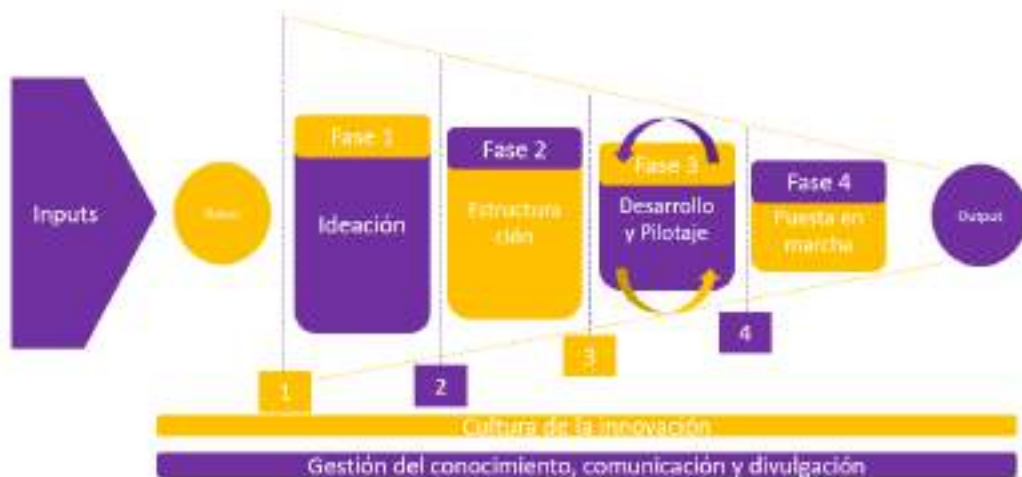 Inputs
Fase 1
Ideación
Fase 2
Estructura
ción
Fase 3
Desarrollo
y Pilotaje
Fase 4
Puesta en
marcha
Output
1
2
3
4
Cultura de la innovación
Gestión del conocimiento, comunicación y divulgación